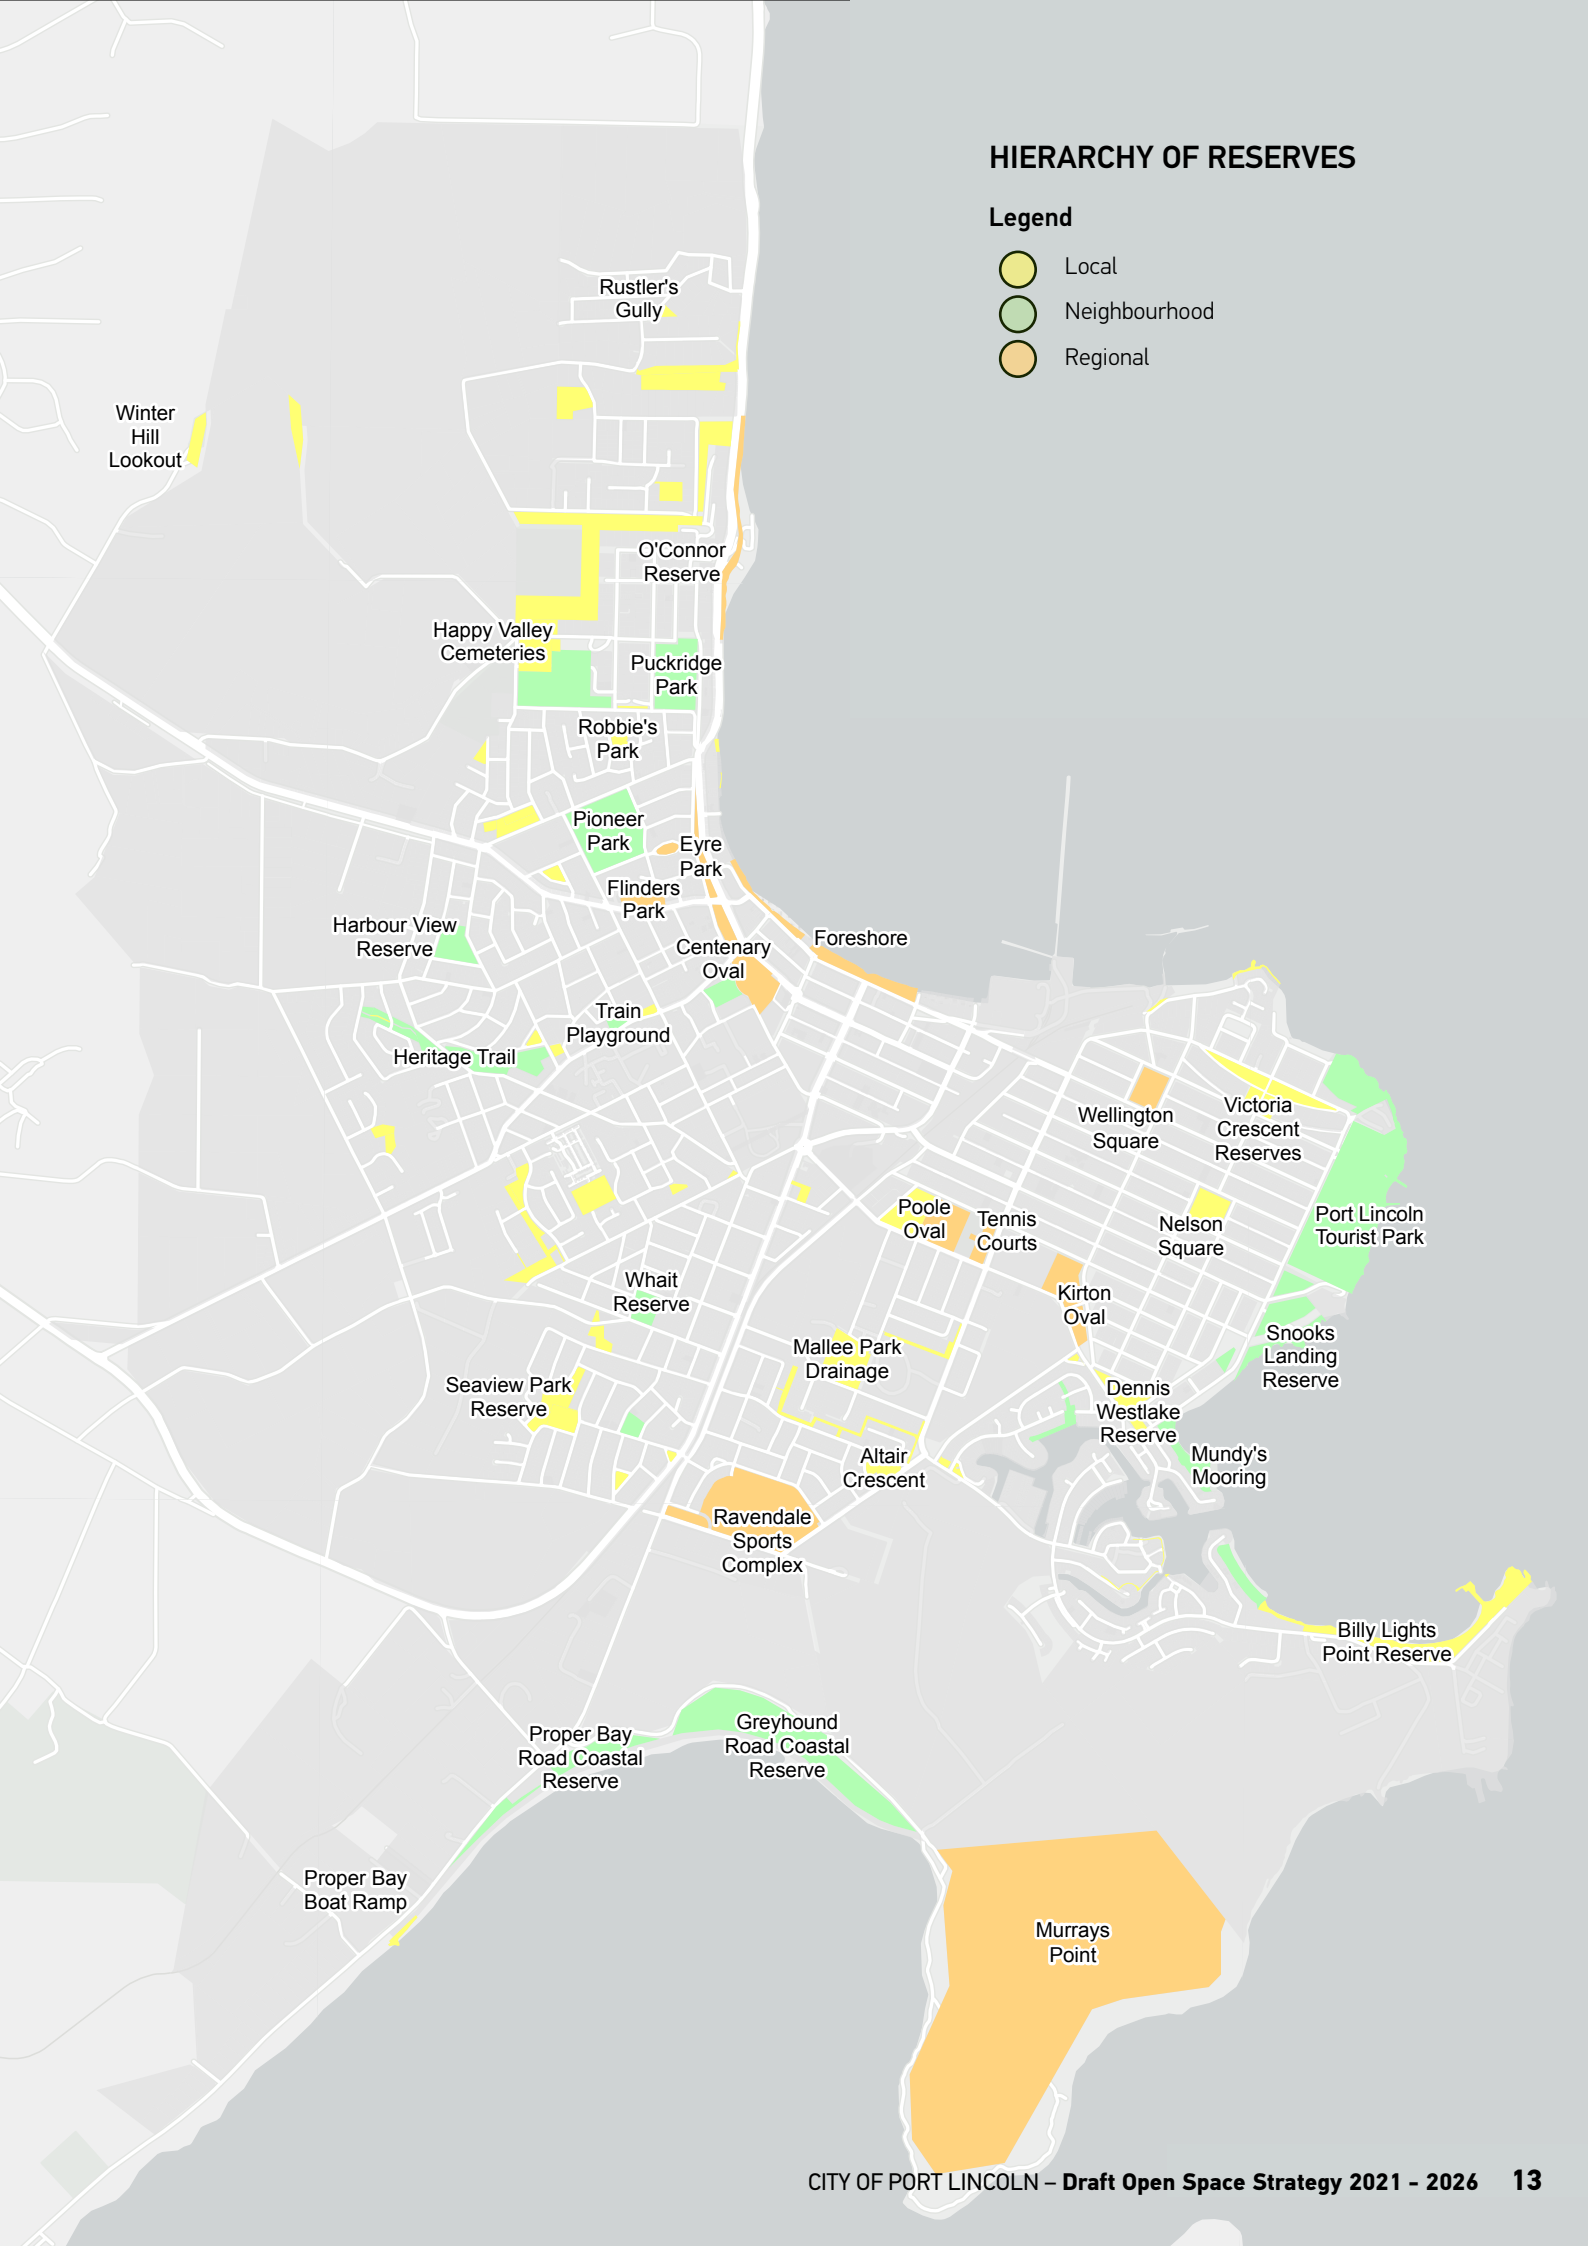 HIERARCHY OF RESERVES
Legend
Local
Neighbourhood
Regional
Rustler's
Gully
Winter
Hill
Lookout
O'Connor
Reserve
Happy Valley
Cemeteries
Puckridge
Park
Robbie's
Park
Pioneer
Park
Eyre
Park
Flinders
Park
Harbour View
Reserve
Centenary
Oval
Foreshore
Train
Playground
Heritage Trail
Wellington
Square
Victoria
Crescent
Reserves
Poole
Oval
Tennis
Courts
Nelson
Square
Port Lincoln
Tourist Park
Whait
Reserve
Kirton
Oval
Snooks
Landing
Reserve
Mallee Park
Drainage
Seaview Park
Reserve
Dennis
Westlake
Reserve
Altair
Crescent
Mundy's
Mooring
Ravendale
Sports
Complex
Billy Lights
Point Reserve
Proper Bay
Road Coastal
Reserve
Greyhound
Road Coastal
Reserve
Proper Bay
Boat Ramp
Murrays
Point
CITY OF PORT LINCOLN – Draft Open Space Strategy 2021 - 2026 13